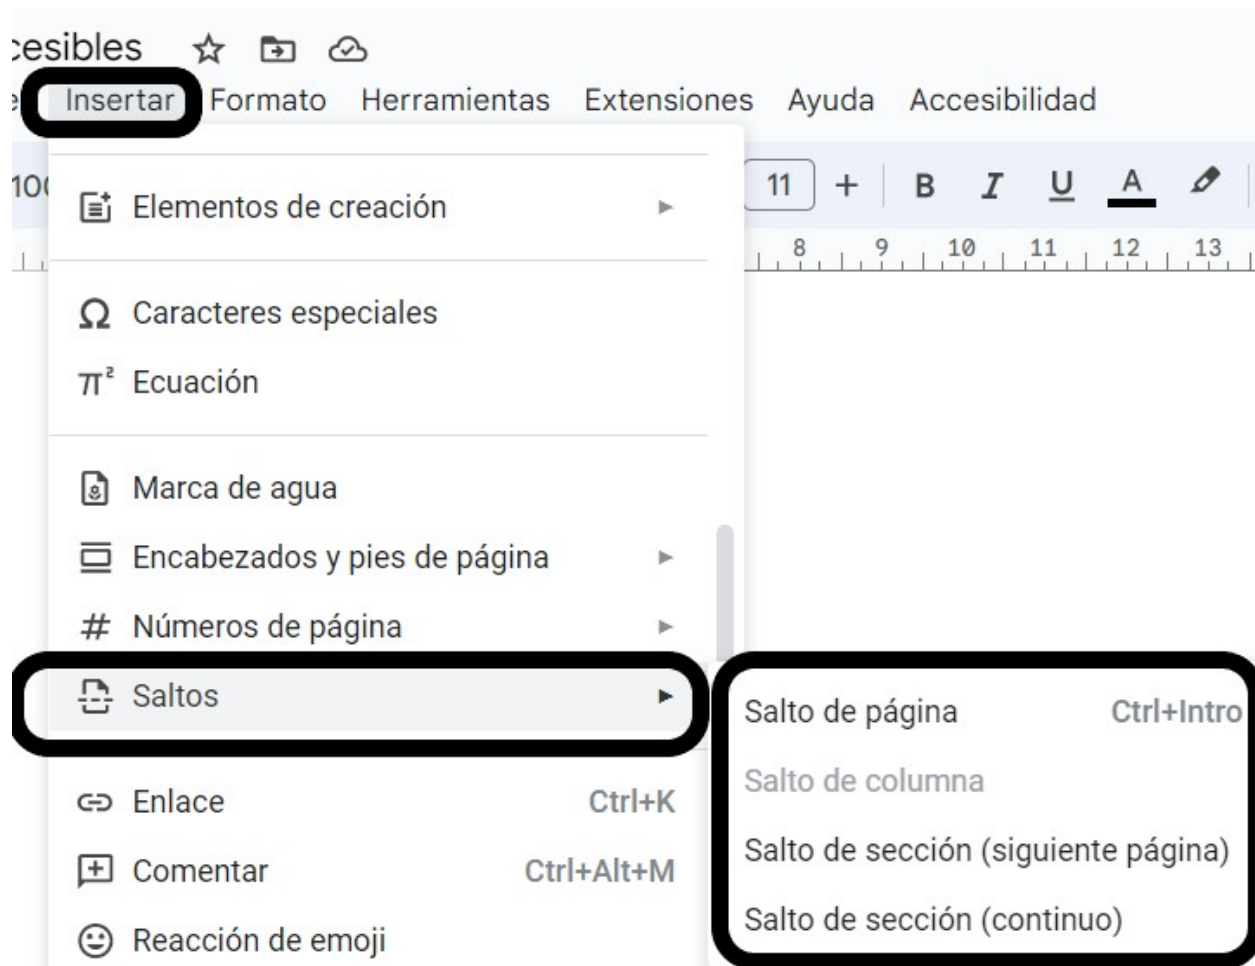 cesibles
Insertar Formato Herramientas Extensiones Ayuda Accesibilidad
100 11 + B I U A
8 9 10 11 12 13
Elementos de creación
Ω Caracteres especiales
π² Ecuación
Marca de agua
Encabezados y pies de página
# Números de página
Saltos
Salto de página Ctrl+Intro
Salto de columna
Salto de sección (siguiente página)
Salto de sección (continuo)
Enlace Ctrl+K
Comentar Ctrl+Alt+M
Reacción de emoji